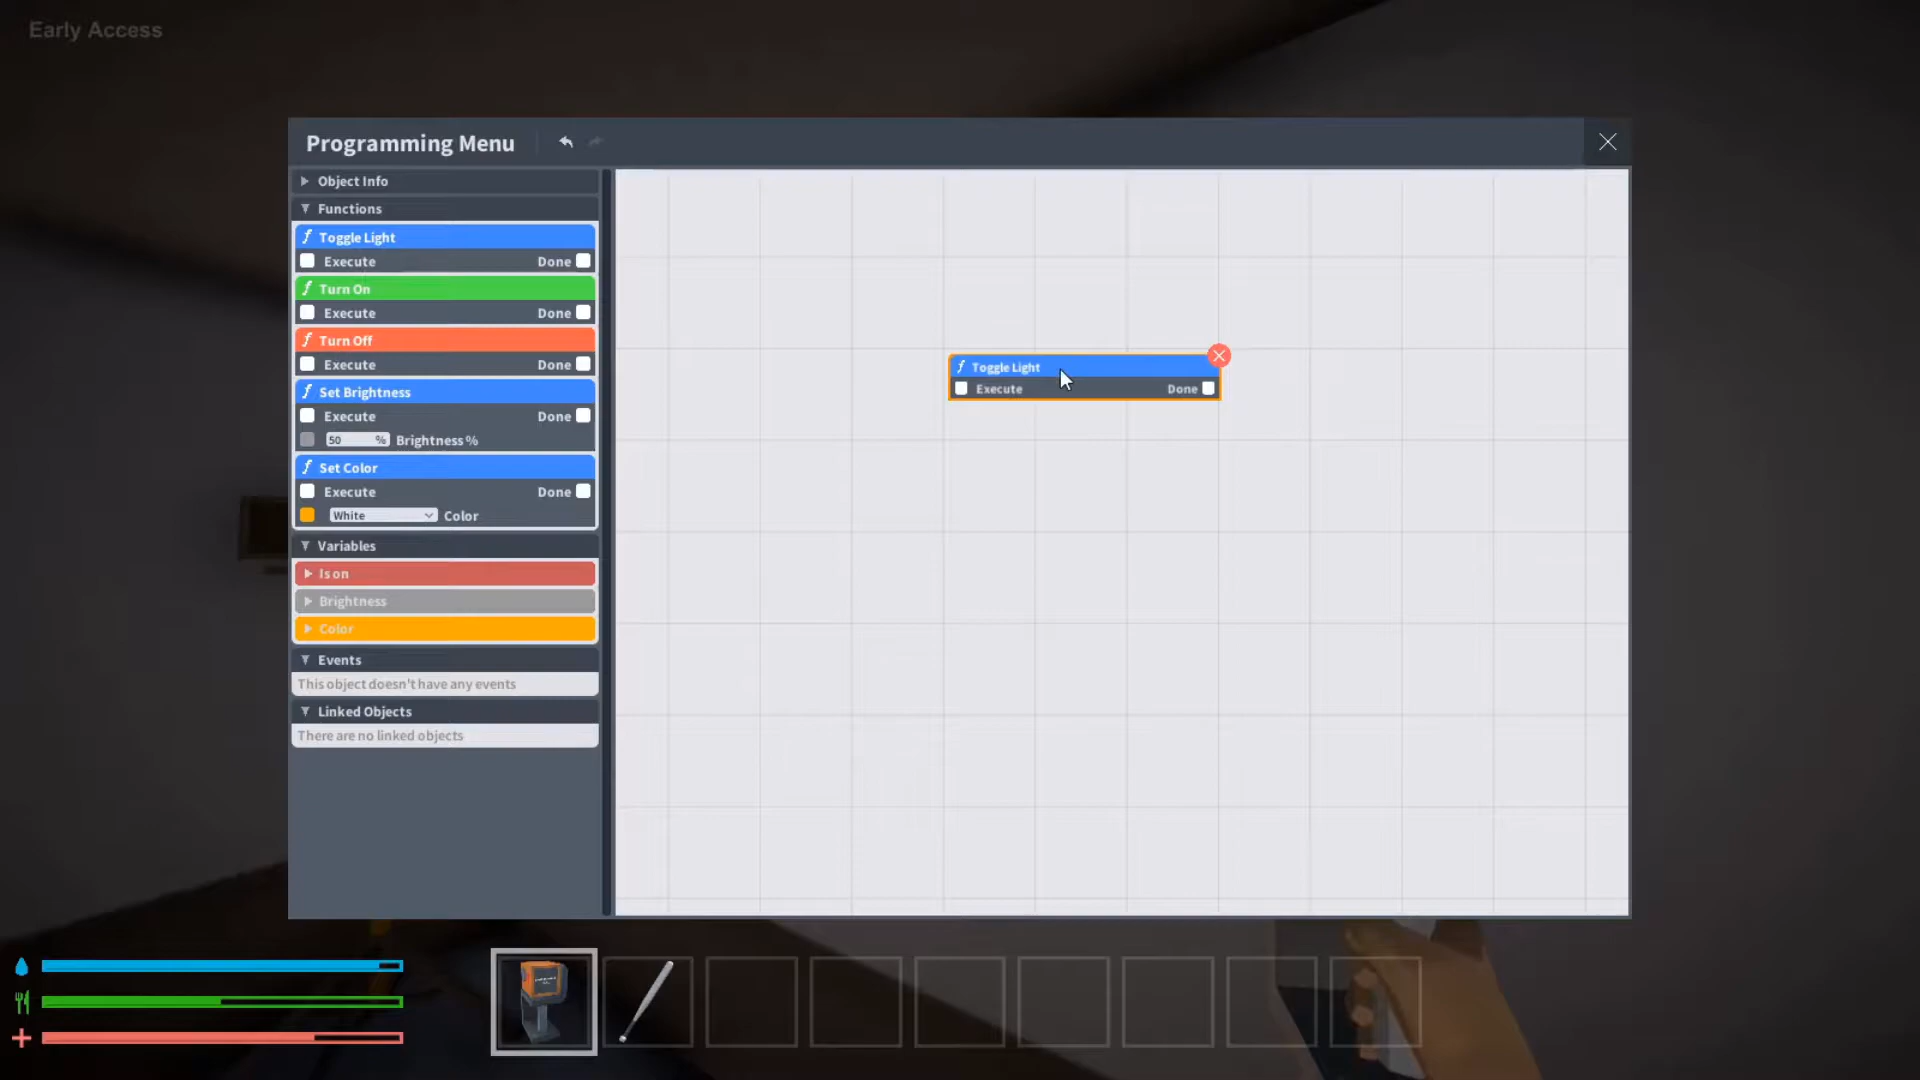 Early Access
Programming Menu
Object Info
Functions
f Toggle Light
Execute Done
f Turn On
Execute Done
f Turn Off
Execute Done
f Set Brightness
Execute Done
50 % Brightness %
f Set Color
Execute Done
White Color
Variables
Is on
Brightness
Color
Events
This object doesn't have any events
Linked Objects
There are no linked objects
f Toggle Light
Execute Done